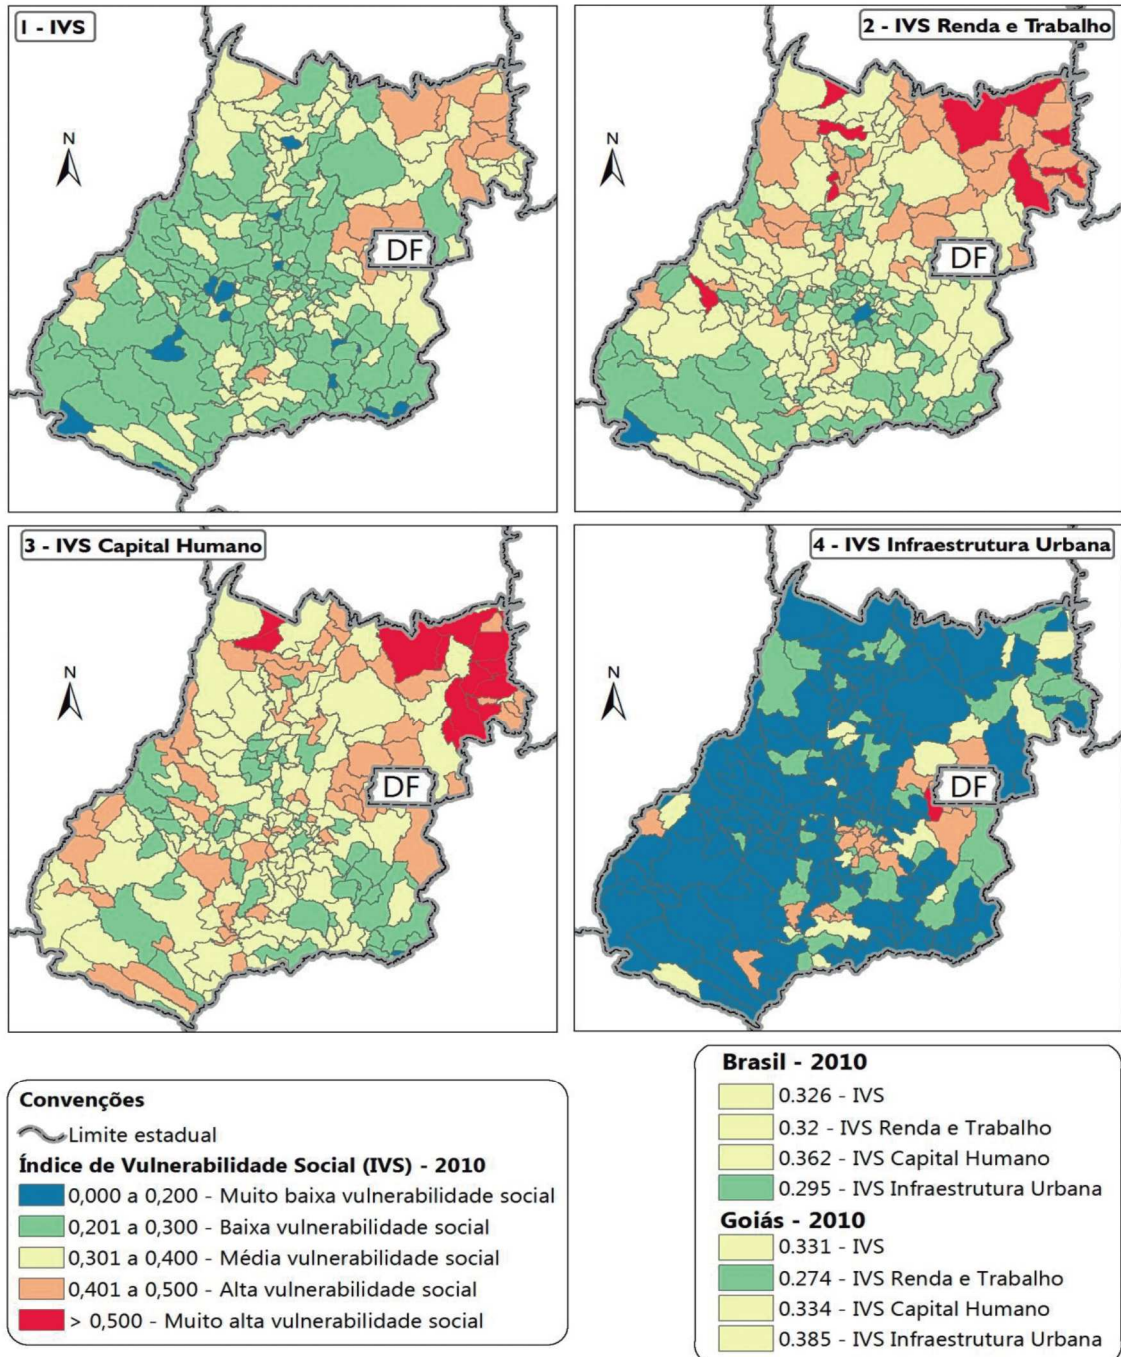 1 - IVS
N
DF
2 - IVS Renda e Trabalho
N
DF
3 - IVS Capital Humano
N
DF
4 - IVS Infraestrutura Urbana
N
DF
Convenções
Limite estadual
Índice de Vulnerabilidade Social (IVS) - 2010
0,000 a 0,200 - Muito baixa vulnerabilidade social
0,201 a 0,300 - Baixa vulnerabilidade social
0,301 a 0,400 - Média vulnerabilidade social
0,401 a 0,500 - Alta vulnerabilidade social
> 0,500 - Muito alta vulnerabilidade social
Brasil - 2010
0.326 - IVS
0.32 - IVS Renda e Trabalho
0.362 - IVS Capital Humano
0.295 - IVS Infraestrutura Urbana
Goiás - 2010
0.331 - IVS
0.274 - IVS Renda e Trabalho
0.334 - IVS Capital Humano
0.385 - IVS Infraestrutura Urbana